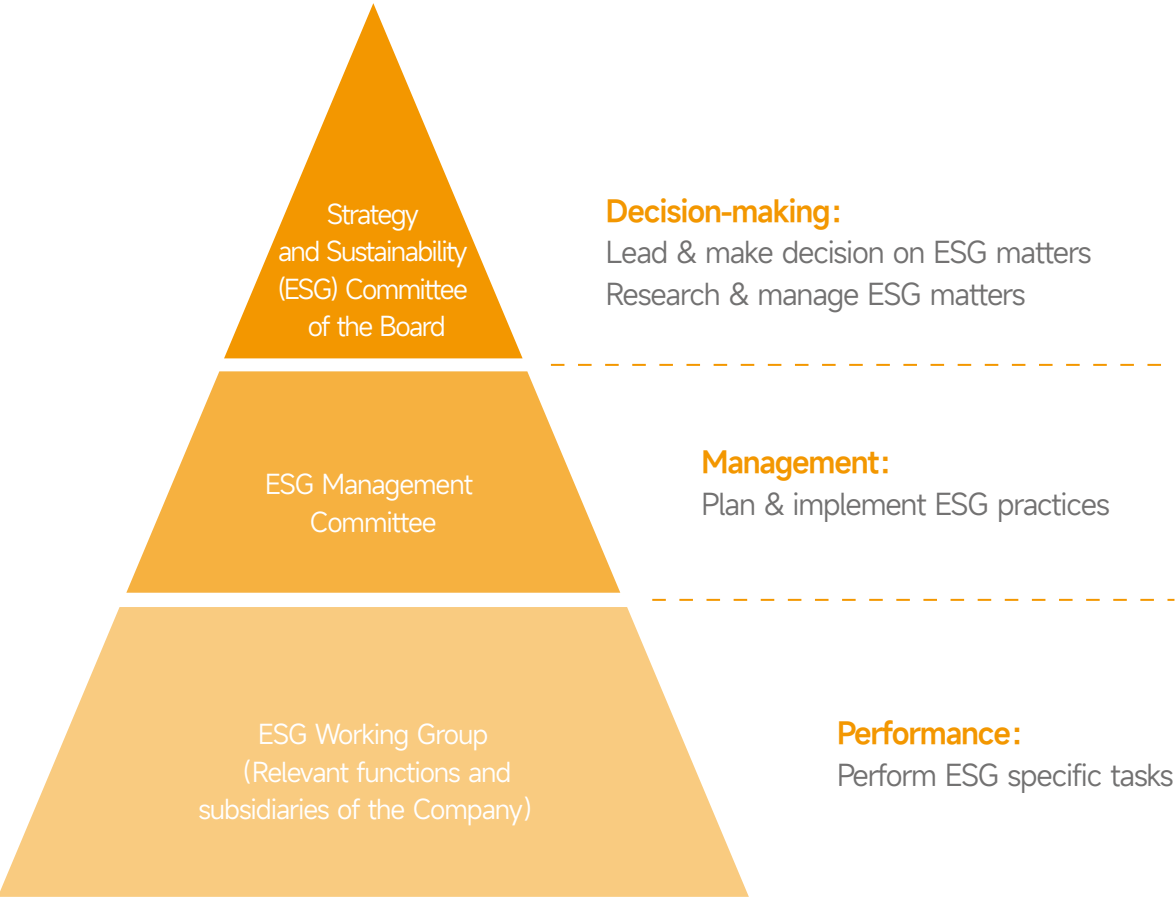 Strategy
and Sustainability
(ESG) Committee
of the Board
Decision-making:
Lead & make decision on ESG matters
Research & manage ESG matters
ESG Management
Committee
Management:
Plan & implement ESG practices
ESG Working Group
(Relevant functions and
subsidiaries of the Company)
Performance:
Perform ESG specific tasks